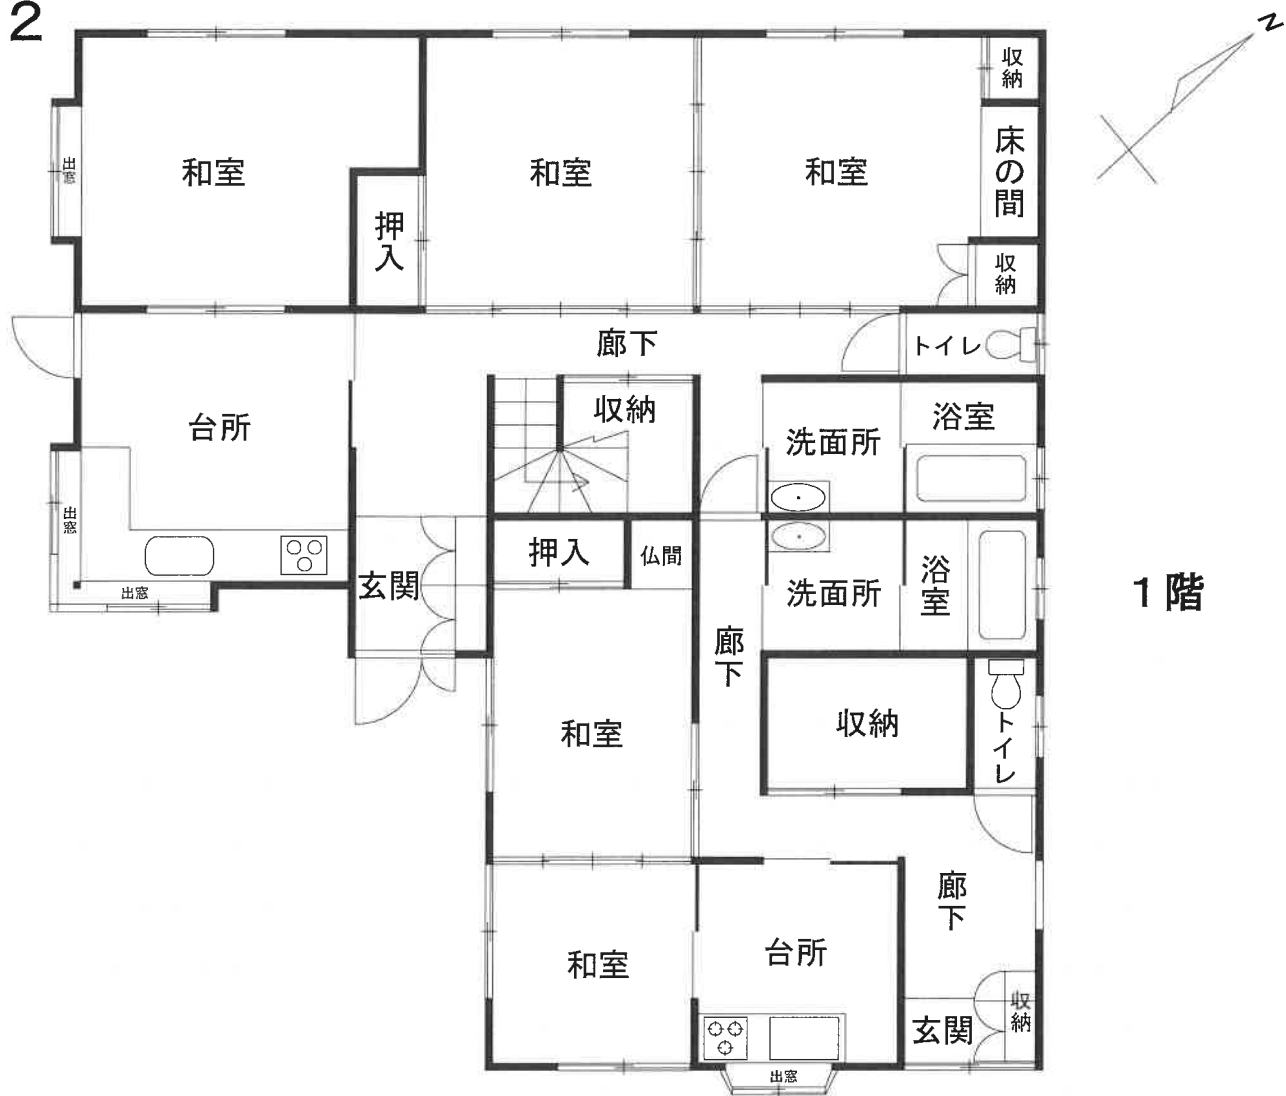 2
N
収納
出窓
和室
和室
和室
床の間
押入
収納
廊下
トイレ
台所
収納
浴室
洗面所
出窓
押入
仏間
浴室
洗面所
出窓
玄関
1階
廊下
和室
収納
トイレ
廊下
和室
台所
収納
玄関
出窓